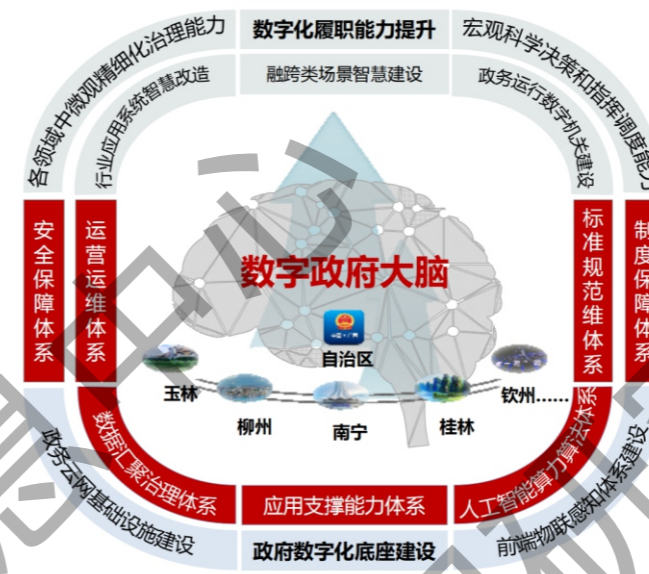 各领域中微观精细化治理能力
数字化履职能力提升
宏观科学决策和指挥调度能力
行业应用系统智慧改造
融跨类场景智慧建设
政务运行数字机关建设
安全保障体系
运营运维体系
数字政府大脑
标准规范维体系
制度保障体系
自治区
玉林
柳州
南宁
桂林
钦州......
数据汇聚治理体系
应用支撑能力体系
人工智能算力算法体系
政务云网基础设施建设
政府数字化底座建设
前端物联感知体系建设